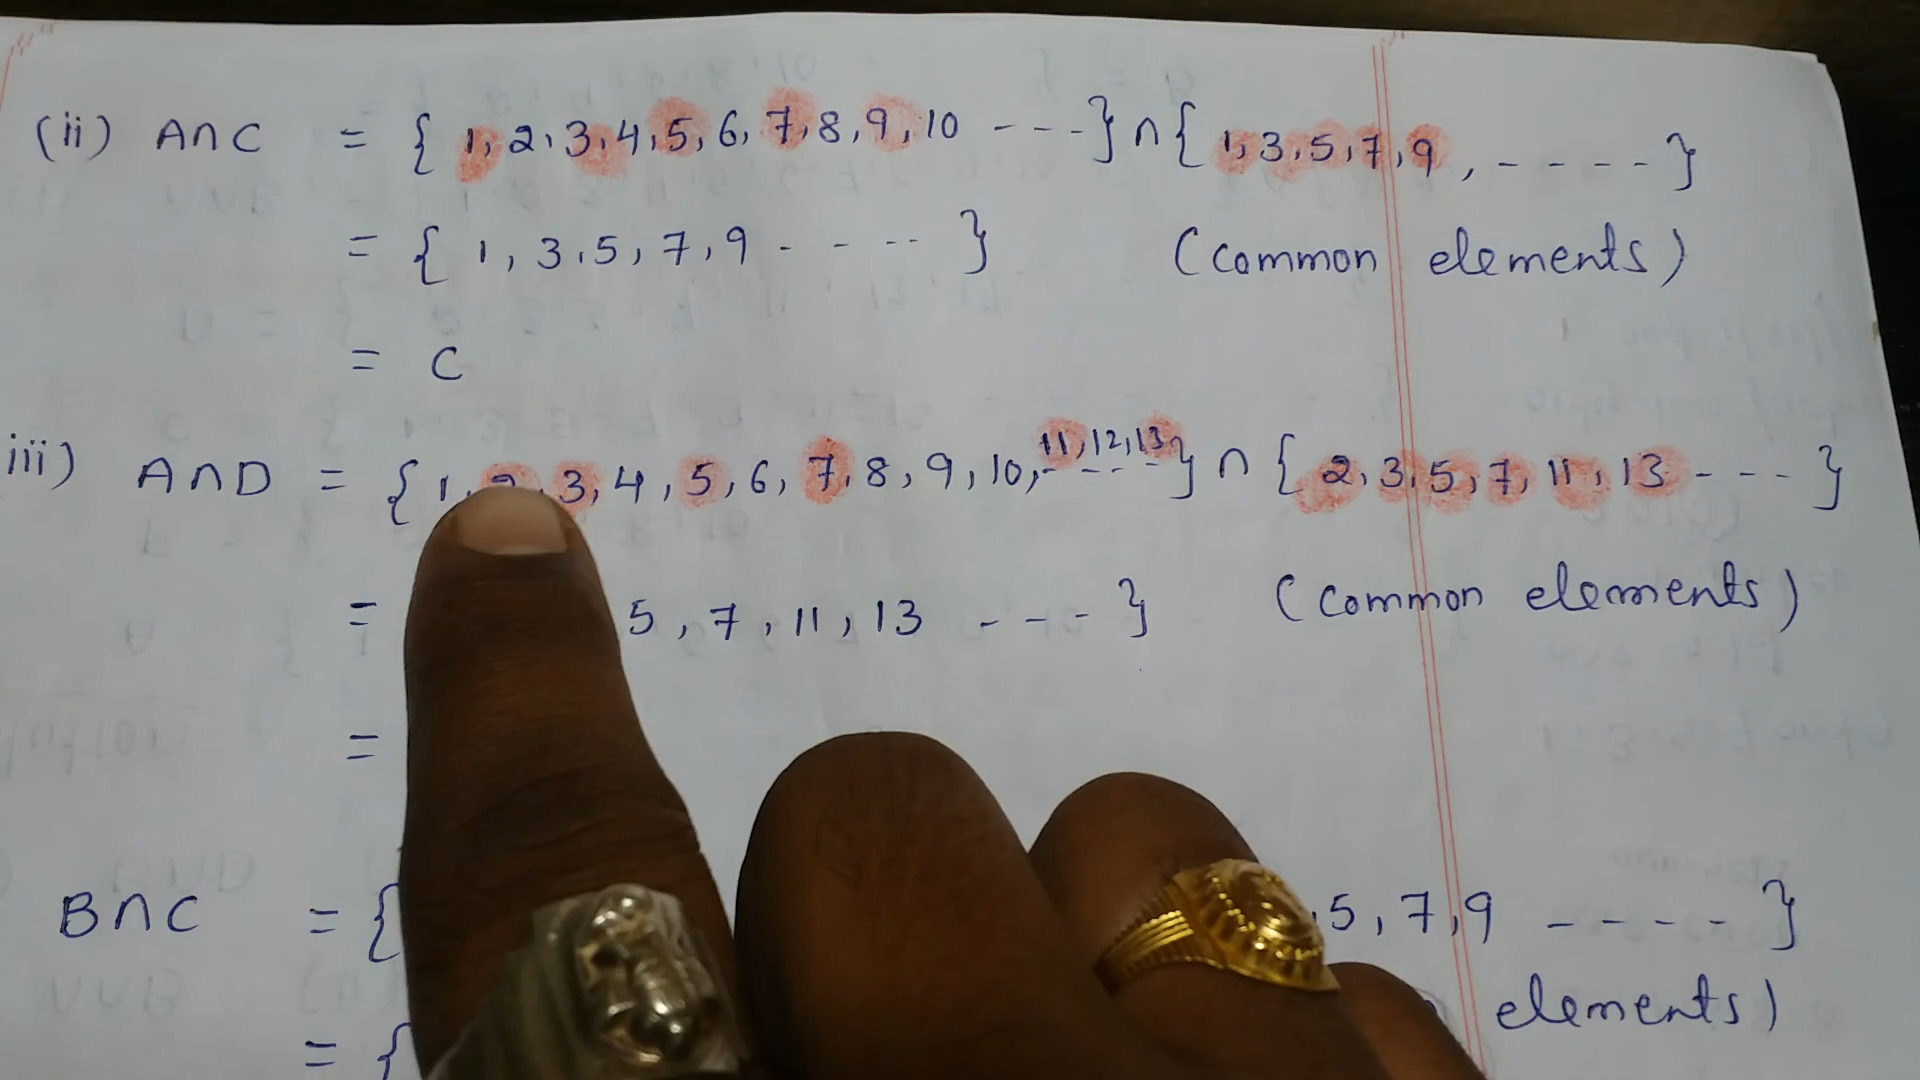 (ii) A∩C = { 1, 2, 3, 4, 5, 6, 7, 8, 9, 10 - - - } ∩ { 1, 3, 5, 7, 9, - - - - }
= { 1, 3, 5, 7, 9 - - - - } (common elements)
= C
iii) A∩D = { 1, 2, 3, 4, 5, 6, 7, 8, 9, 10, 11, 12, 13 - - - } ∩ { 2, 3, 5, 7, 11, 13 - - - }
= 5, 7, 11, 13 - - - } (common elements)
=
B∩C = { , 5, 7, 9 - - - - }
= { elements)